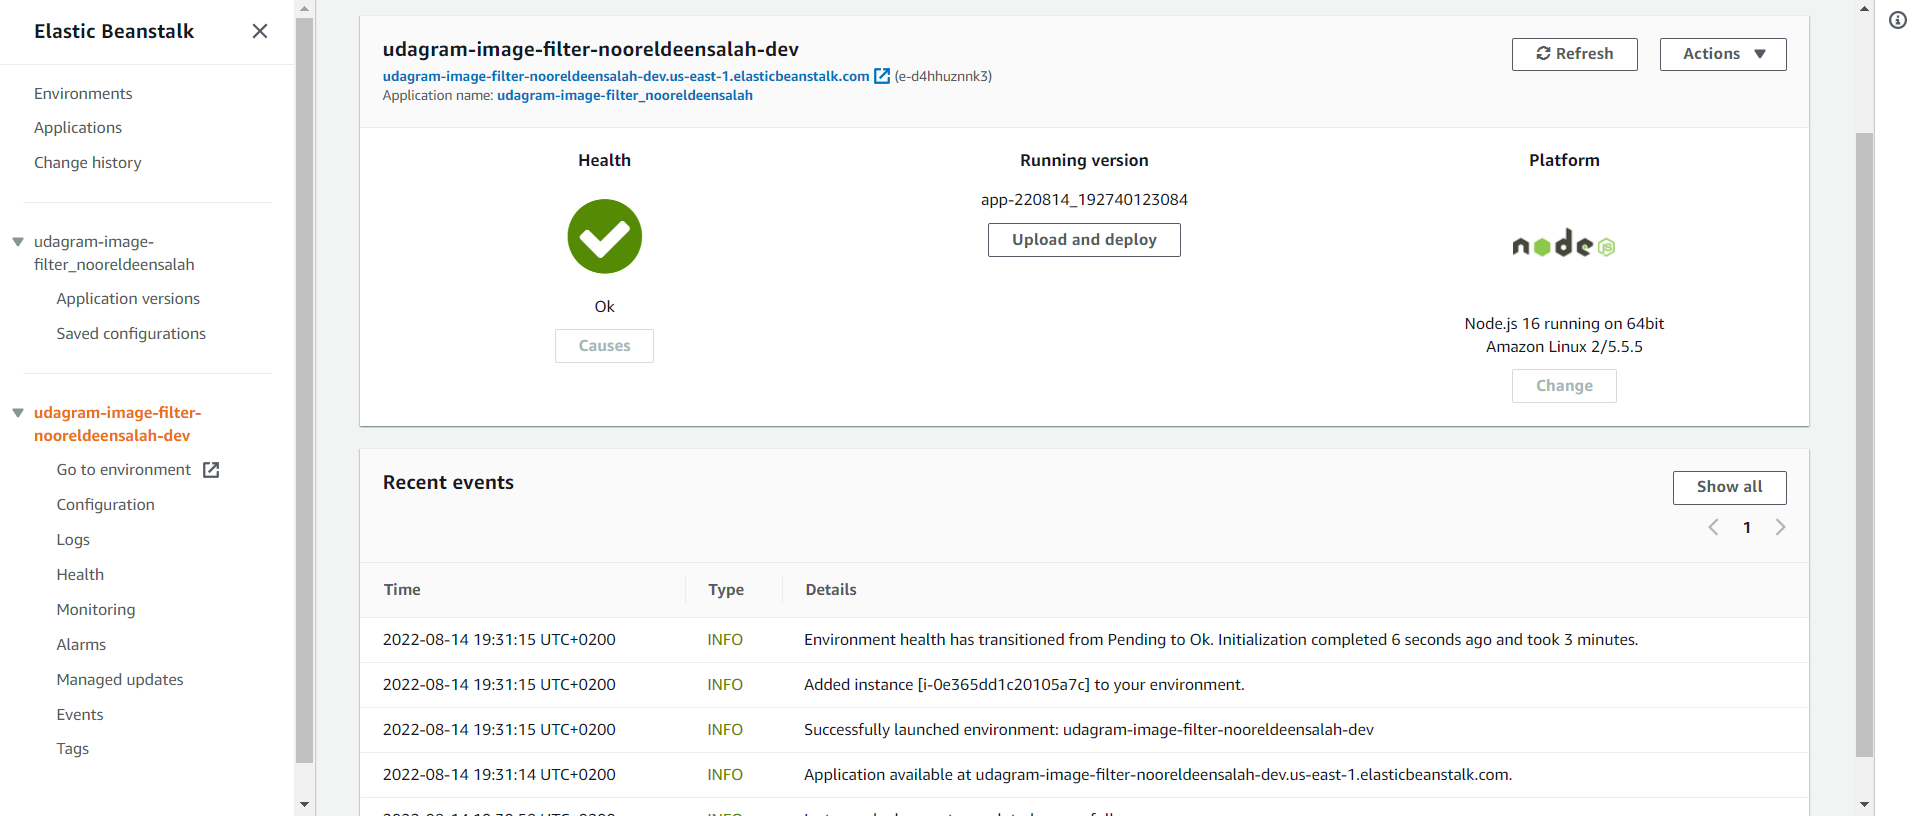 Elastic Beanstalk
Environments
Applications
Change history
udagram-image-
filter_nooreldeensalah
Application versions
Saved configurations
udagram-image-filter-
nooreldeensalah-dev
Go to environment
Configuration
Logs
Health
Monitoring
Alarms
Managed updates
Events
Tags
udagram-image-filter-nooreldeensalah-dev
udagram-image-filter-nooreldeensalah-dev.us-east-1.elasticbeanstalk.com (e-d4hhuznnk3)
Application name: udagram-image-filter_nooreldeensalah
Refresh
Actions
Health
Ok
Causes
Running version
app-220814_192740123084
Upload and deploy
Platform
node JS
Node.js 16 running on 64bit
Amazon Linux 2/5.5.5
Change
Recent events
Show all
1
Time Type Details
2022-08-14 19:31:15 UTC+0200 INFO Environment health has transitioned from Pending to Ok. Initialization completed 6 seconds ago and took 3 minutes.
2022-08-14 19:31:15 UTC+0200 INFO Added instance [i-0e365dd1c20105a7c] to your environment.
2022-08-14 19:31:15 UTC+0200 INFO Successfully launched environment: udagram-image-filter-nooreldeensalah-dev
2022-08-14 19:31:14 UTC+0200 INFO Application available at udagram-image-filter-nooreldeensalah-dev.us-east-1.elasticbeanstalk.com.